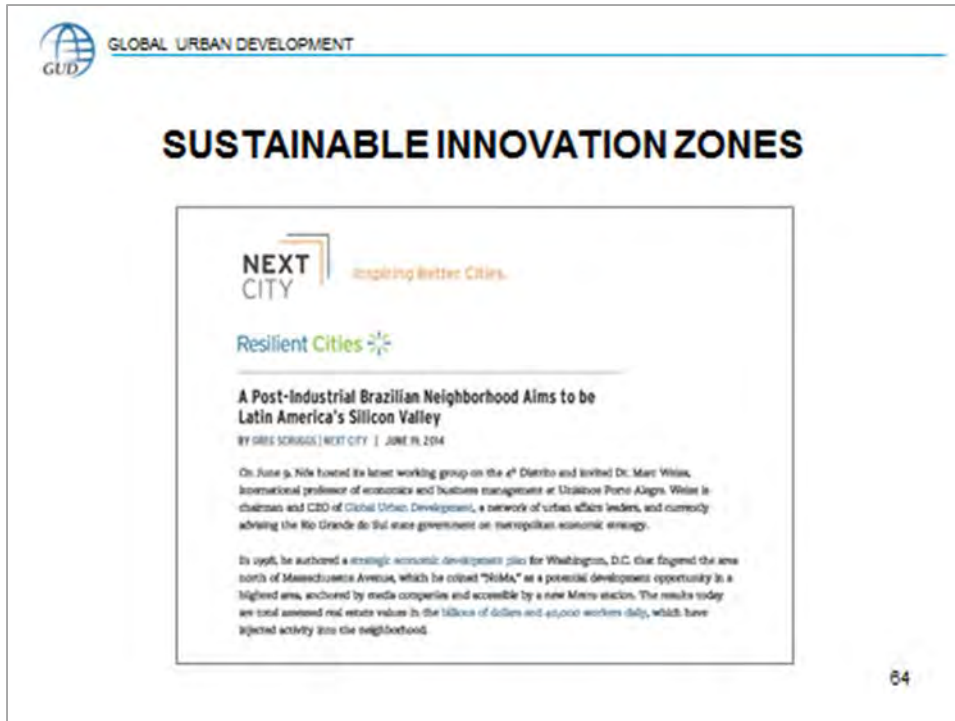 GLOBAL URBAN DEVELOPMENT
GUD
SUSTAINABLE INNOVATION ZONES
NEXT
CITY
Inspiring Better Cities.
Resilient Cities
A Post-Industrial Brazilian Neighborhood Aims to be
Latin America's Silicon Valley
BY GREG SCRUGGS | NEXT CITY | JUNE 19, 2014
On June 9, Nós hosted its latest working group on the 4º Distrito and invited Dr. Marc Weiss,
international professor of economics and business management at Unisinos Porto Alegre. Weiss is
chairman and CEO of Global Urban Development, a network of urban affairs leaders, and currently
advising the Rio Grande do Sul state government on metropolitan economic strategy.
In 1998, he authored a strategic economic development plan for Washington, D.C. that fingered the area
north of Massachusetts Avenue, which he coined "NoMa," as a potential development opportunity in a
blighted area, anchored by media companies and accessible by a new Metro station. The results today
are total assessed real estate values in the billions of dollars and 40,000 workers daily, which have
injected activity into the neighborhood.
64